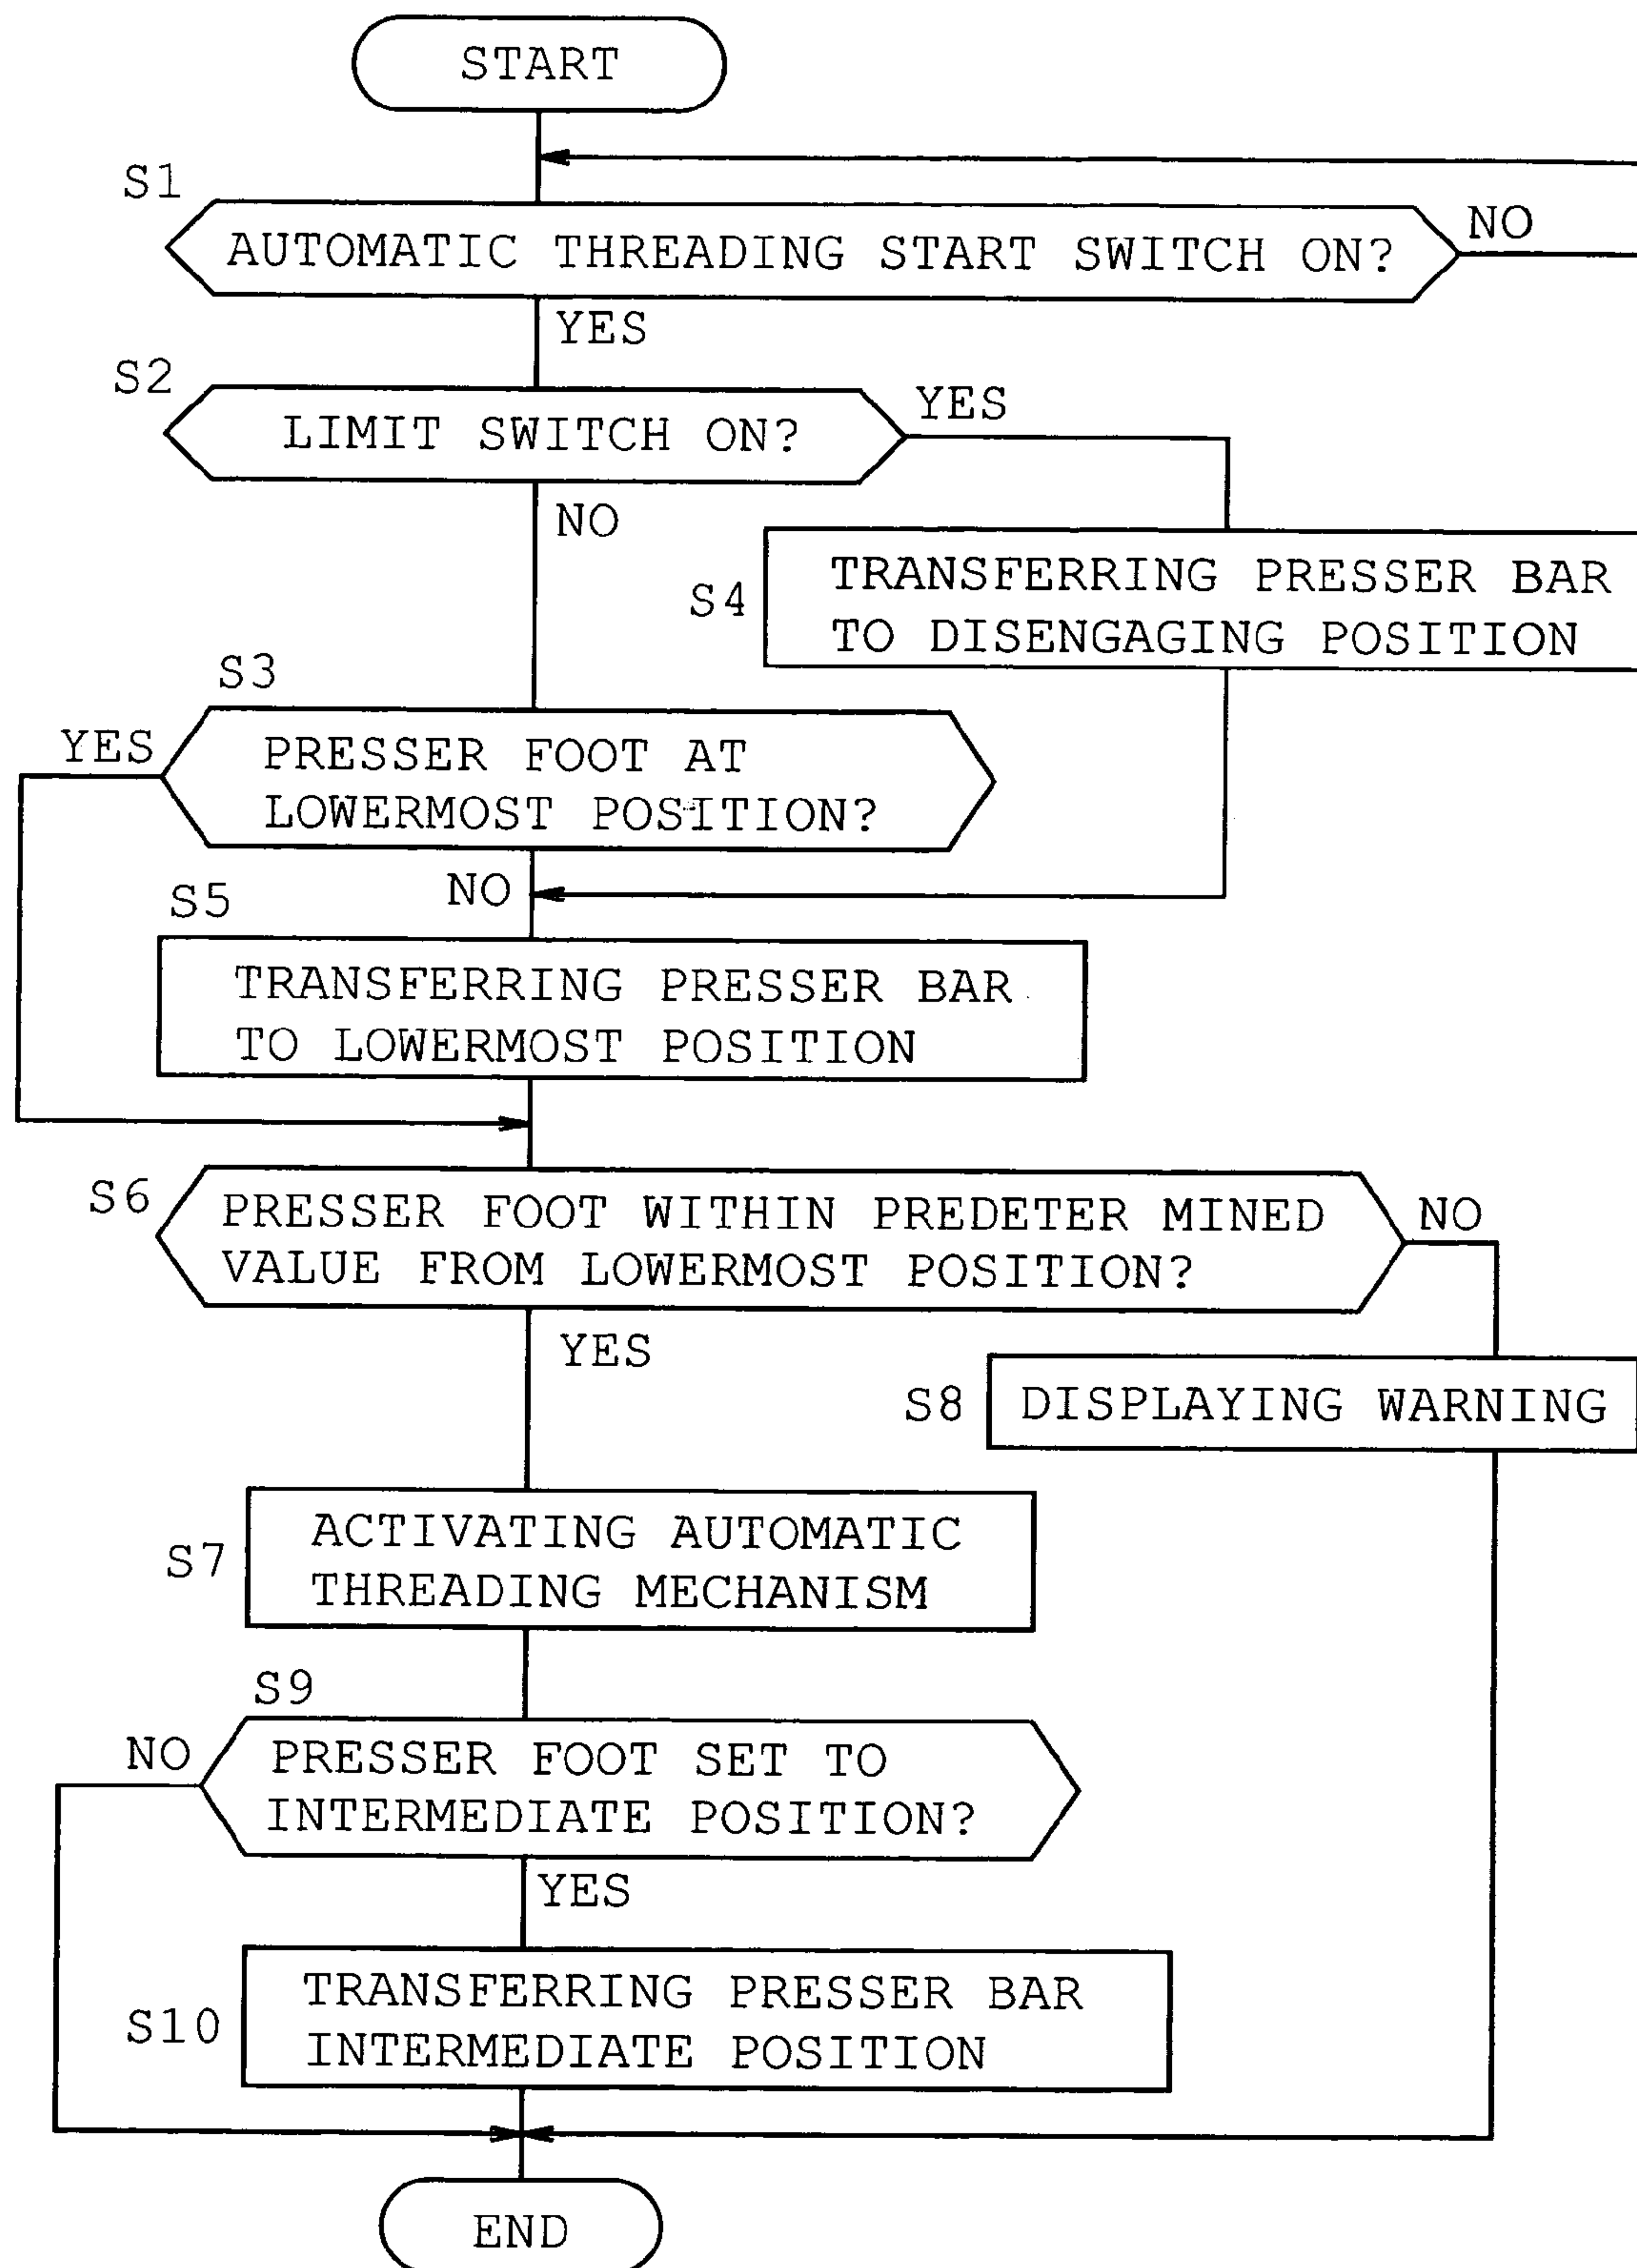 START
S1
AUTOMATIC THREADING START SWITCH ON?
NO
YES
S2
LIMIT SWITCH ON?
YES
NO
S4
TRANSFERRING PRESSER BAR
TO DISENGAGING POSITION
S3
YES
PRESSER FOOT AT
LOWERMOST POSITION?
NO
S5
TRANSFERRING PRESSER BAR
TO LOWERMOST POSITION
S6
PRESSER FOOT WITHIN PREDETER MINED
VALUE FROM LOWERMOST POSITION?
NO
YES
S8
DISPLAYING WARNING
S7
ACTIVATING AUTOMATIC
THREADING MECHANISM
S9
NO
PRESSER FOOT SET TO
INTERMEDIATE POSITION?
YES
S10
TRANSFERRING PRESSER BAR
INTERMEDIATE POSITION
END